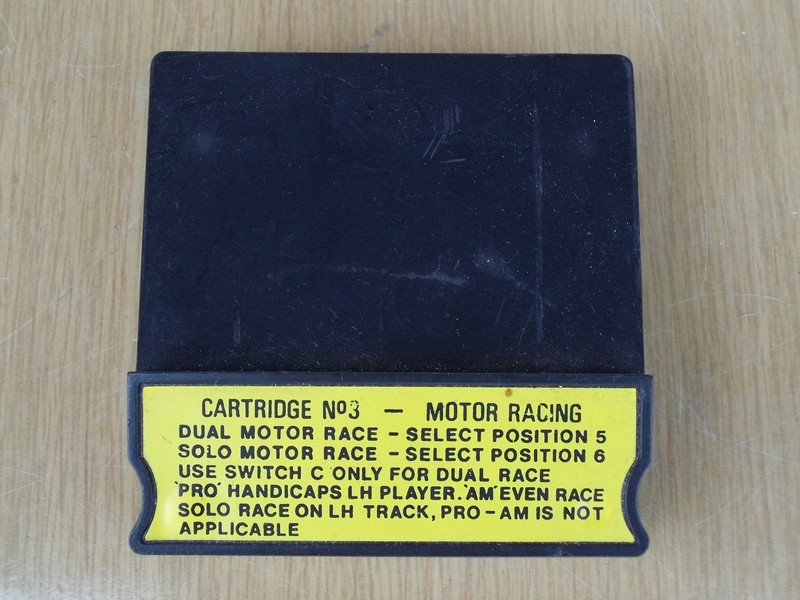 CARTRIDGE Nº3 — MOTOR RACING
DUAL MOTOR RACE - SELECT POSITION 5
SOLO MOTOR RACE - SELECT POSITION 6
USE SWITCH C ONLY FOR DUAL RACE
'PRO' HANDICAPS LH PLAYER. 'AM' EVEN RACE
SOLO RACE ON LH TRACK, PRO-AM IS NOT
APPLICABLE